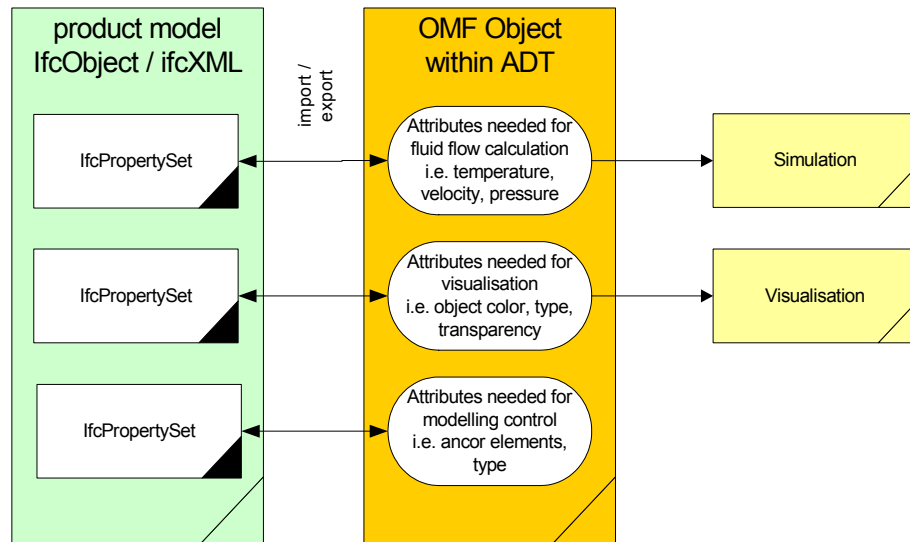 product model
IfcObject / ifcXML
import /
export
OMF Object
within ADT
IfcPropertySet
Attributes needed for
fluid flow calculation
i.e. temperature,
velocity, pressure
Simulation
IfcPropertySet
Attributes needed for
visualisation
i.e. object color, type,
transparency
Visualisation
IfcPropertySet
Attributes needed for
modelling control
i.e. ancor elements,
type